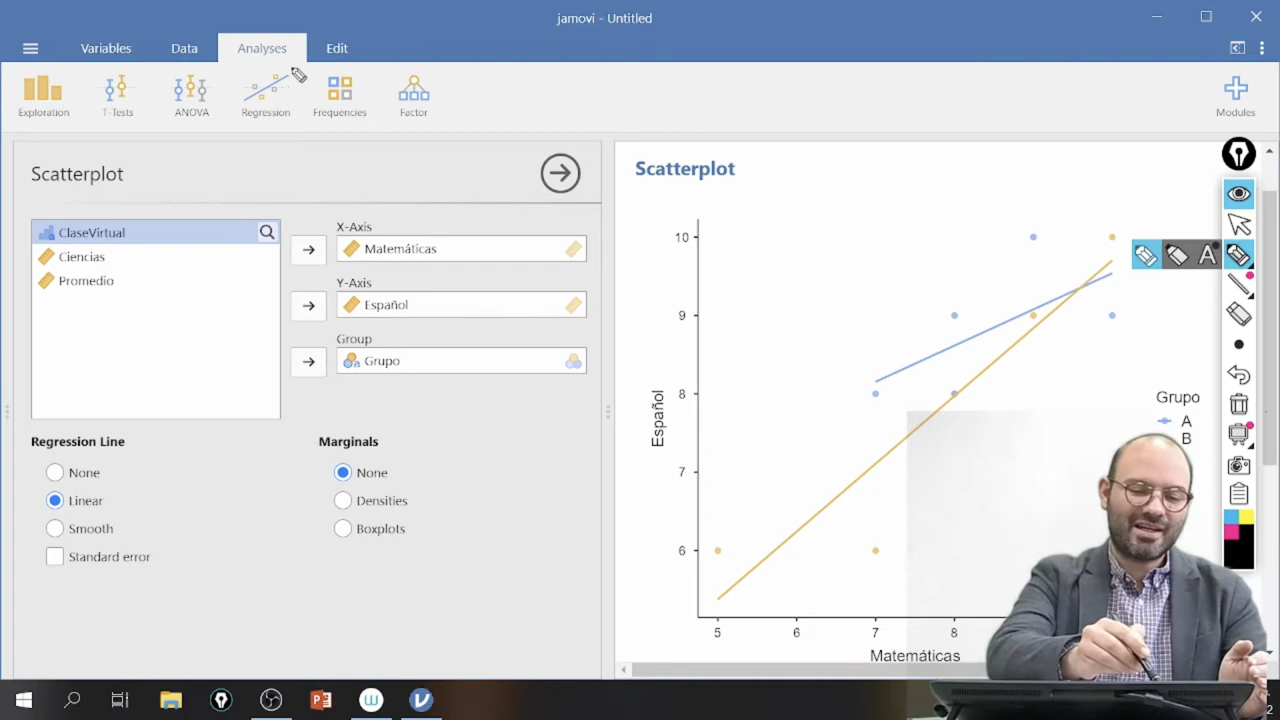 jamovi - Untitled
Variables
Data
Analyses
Edit
Exploration
T-Tests
ANOVA
Regression
Frequencies
Factor
Modules
Scatterplot
ClaseVirtual
Ciencias
Promedio
X-Axis
Matemáticas
Y-Axis
Español
Group
a Grupo
Regression Line
None
Linear
Smooth
Standard error
Marginals
None
Densities
Boxplots
Scatterplot
10
9
8
7
6
Español
5 6 7 8
Matemáticas
Grupo
A
B
A